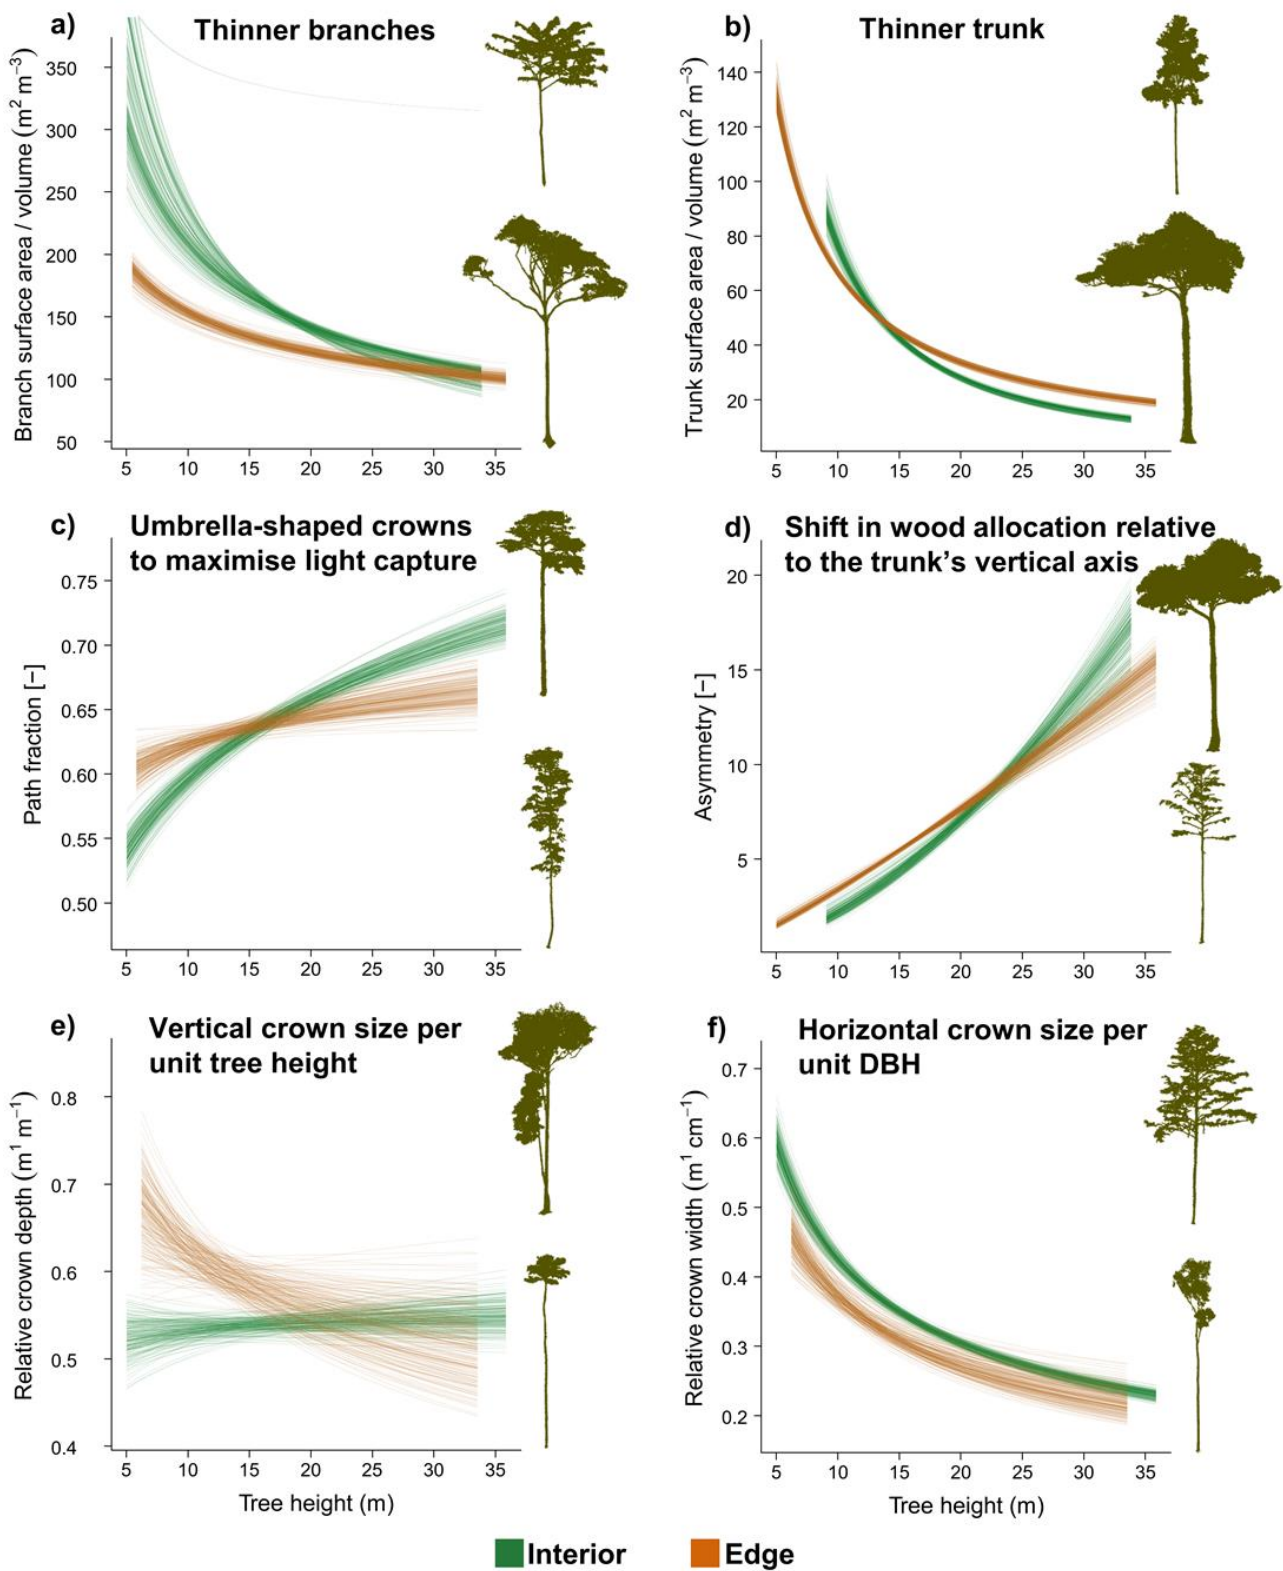 a)
Thinner branches
Branch surface area / volume (m² m⁻³)
350
300
250
200
150
100
50
5 10 15 20 25 30 35
b)
Thinner trunk
Trunk surface area / volume (m² m⁻³)
140
120
100
80
60
40
20
5 10 15 20 25 30 35
c)
Umbrella-shaped crowns
to maximise light capture
Path fraction [−]
0.75
0.70
0.65
0.60
0.55
0.50
5 10 15 20 25 30 35
d)
Shift in wood allocation relative
to the trunk's vertical axis
Asymmetry [−]
20
15
10
5
5 10 15 20 25 30 35
e)
Vertical crown size per
unit tree height
Relative crown depth (m¹ m⁻¹)
0.8
0.7
0.6
0.5
0.4
5 10 15 20 25 30 35
Tree height (m)
f)
Horizontal crown size per
unit DBH
Relative crown width (m¹ cm⁻¹)
0.7
0.6
0.5
0.4
0.3
0.2
5 10 15 20 25 30 35
Tree height (m)
Interior
Edge